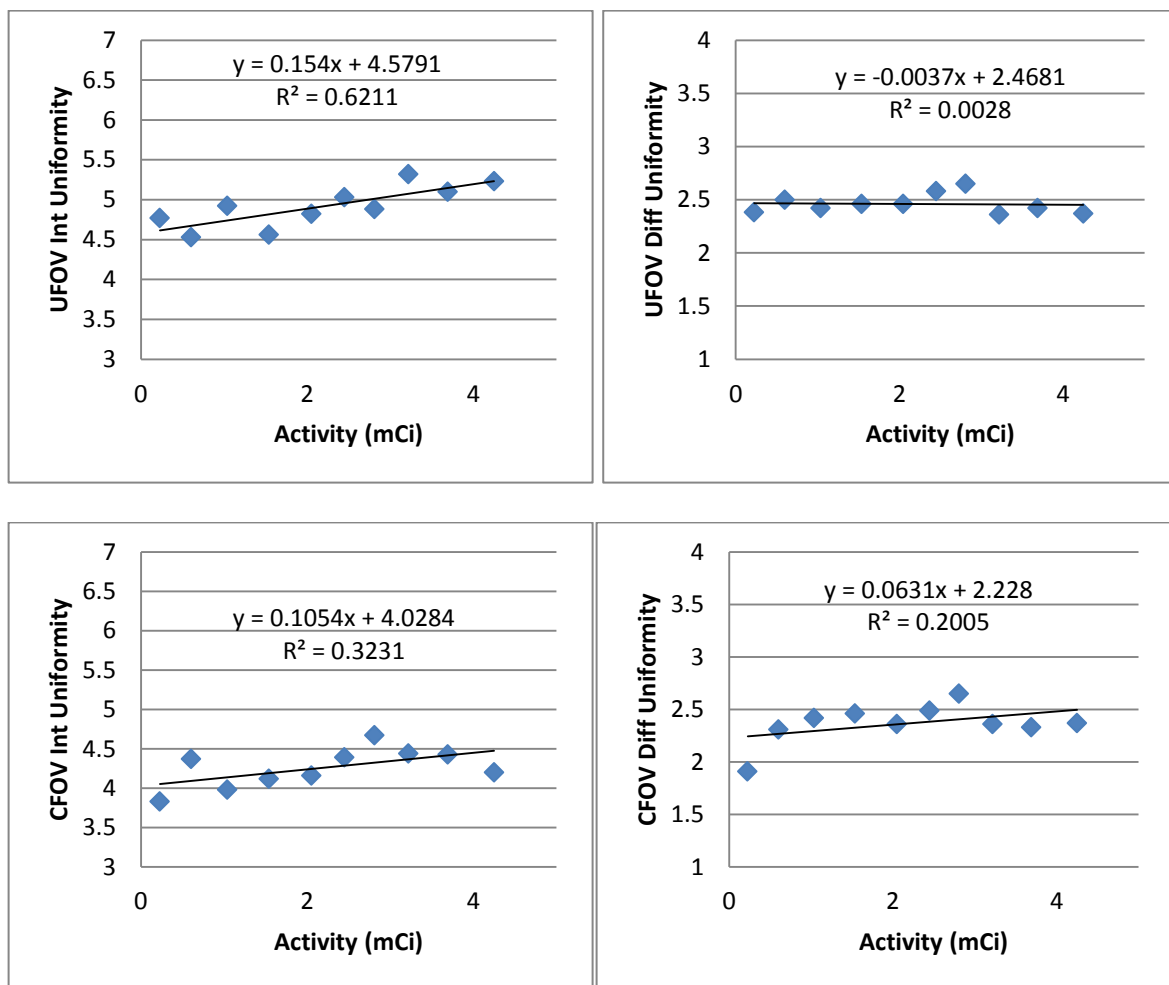 7
6.5
6
5.5
5
4.5
4
3.5
3
0
2
4
UFOV Int Uniformity
Activity (mCi)
y = 0.154x + 4.5791
R² = 0.6211
4
3.5
3
2.5
2
1.5
1
0
2
4
UFOV Diff Uniformity
Activity (mCi)
y = -0.0037x + 2.4681
R² = 0.0028
7
6.5
6
5.5
5
4.5
4
3.5
3
0
2
4
CFOV Int Uniformity
Activity (mCi)
y = 0.1054x + 4.0284
R² = 0.3231
4
3.5
3
2.5
2
1.5
1
0
2
4
CFOV Diff Uniformity
Activity (mCi)
y = 0.0631x + 2.228
R² = 0.2005